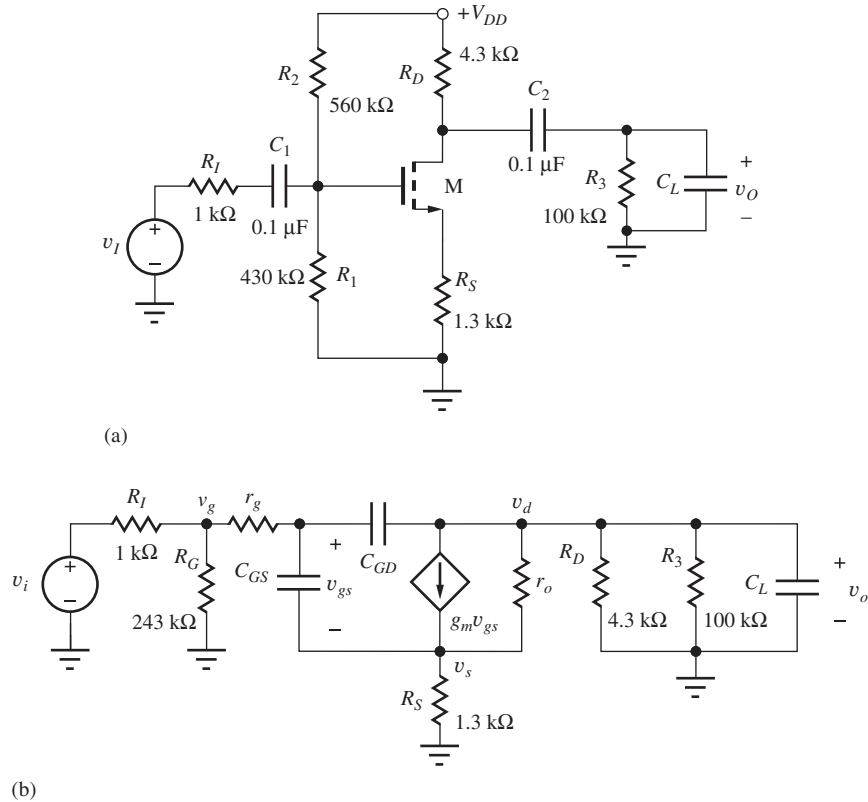 +V_DD
4.3 kΩ
R_2
R_D
560 kΩ
C_2
C_1
R_I
M
0.1 μF
R_3
C_L
+
v_O
–
1 kΩ
0.1 μF
100 kΩ
+
v_I
–
430 kΩ
R_1
R_S
1.3 kΩ
(a)
R_I
v_g
r_g
v_d
1 kΩ
R_G
C_GS
+
v_gs
–
C_GD
R_D
R_3
C_L
+
v_o
–
v_i
+
–
r_o
243 kΩ
g_m v_gs
4.3 kΩ
100 kΩ
v_s
R_S
1.3 kΩ
(b)